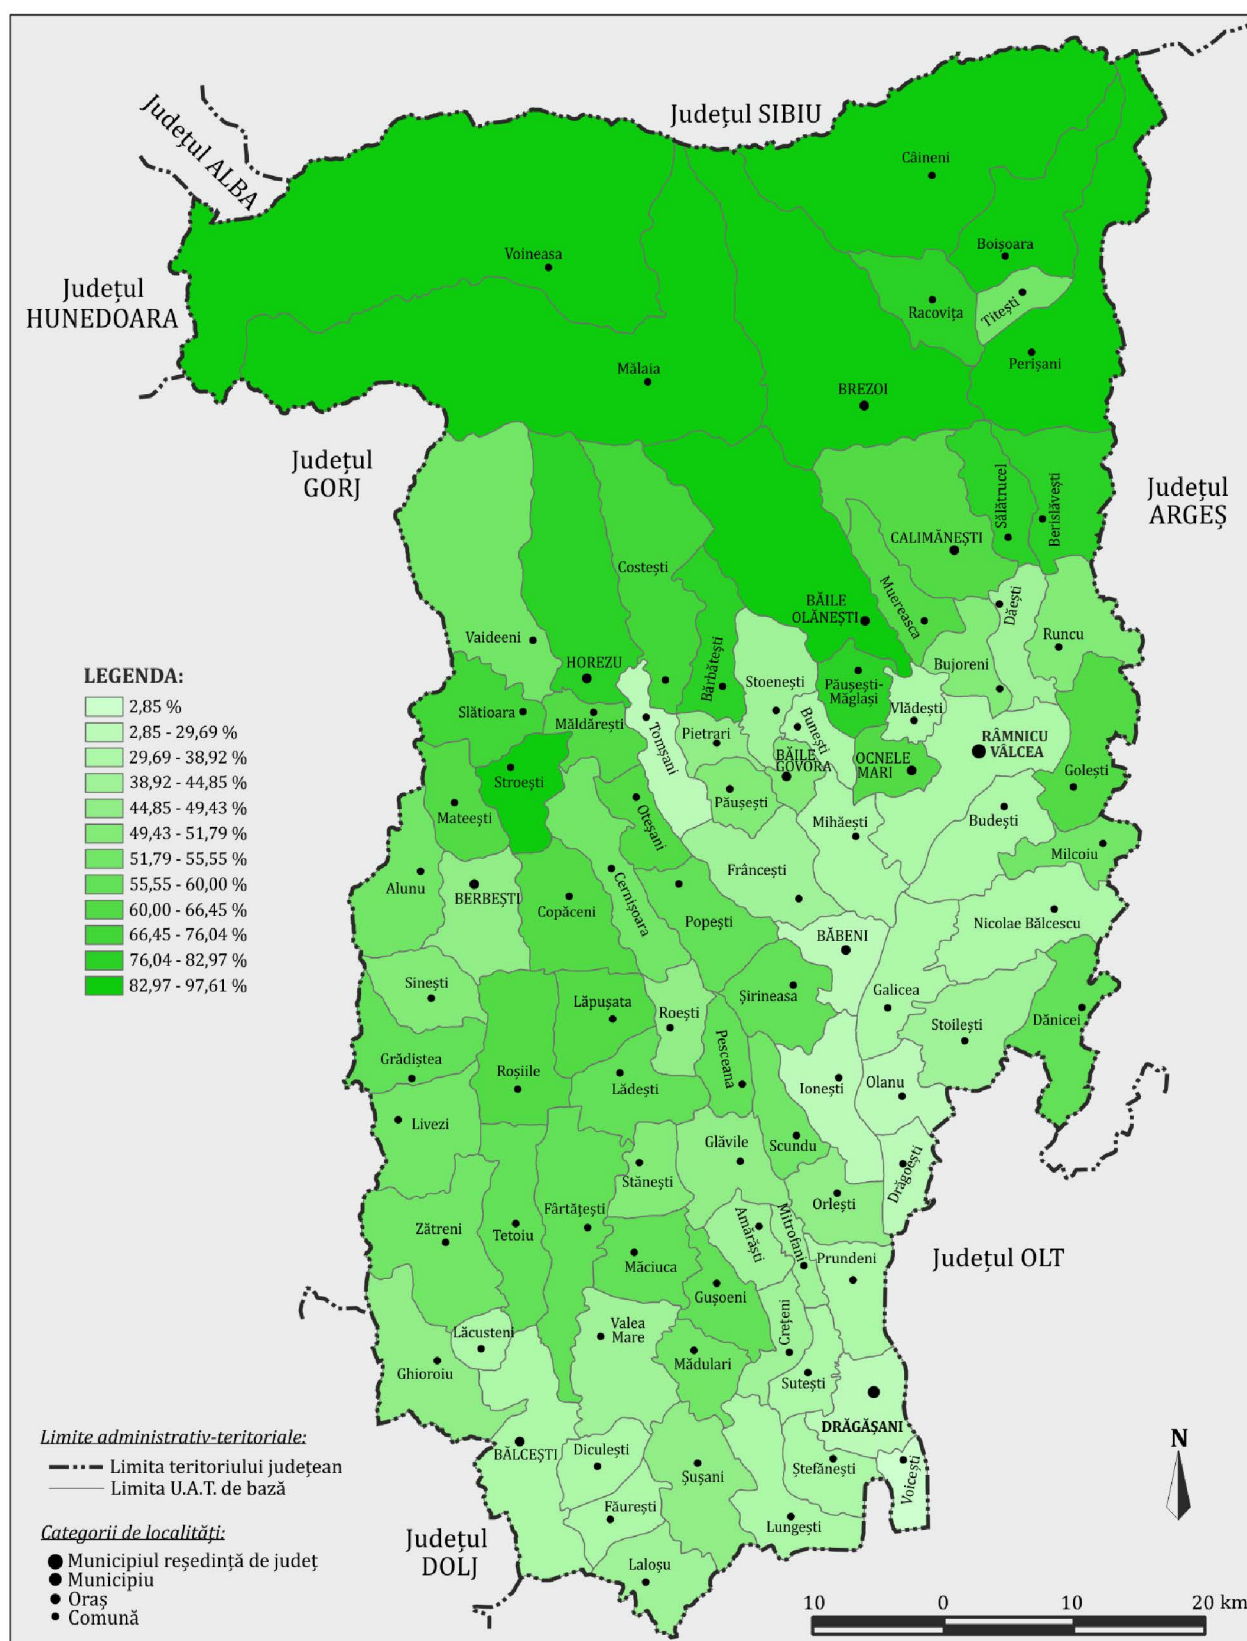 Județul SIBIU
Județul ALBA
Câineni
Boișoara
Voineasa
Județul
HUNEDOARA
Racovița
Titești
Perișani
Mălaia
BREZOI
Județul
GORJ
Județul
ARGEȘ
Sălătrucel
Berislăvești
CALIMĂNEȘTI
Costești
Muereasca
BĂILE
OLĂNEȘTI
Dăești
Runcu
Vaideeni
HOREZU
Bărbătești
Bujoreni
Stoenești
Păușești-
Măglași
LEGENDA:
2,85 %
2,85 - 29,69 %
29,69 - 38,92 %
38,92 - 44,85 %
44,85 - 49,43 %
49,43 - 51,79 %
51,79 - 55,55 %
55,55 - 60,00 %
60,00 - 66,45 %
66,45 - 76,04 %
76,04 - 82,97 %
82,97 - 97,61 %
Slătioara
Măldărești
Tomșani
Pietrari
Bunești
Vlădești
RÂMNICU
VÂLCEA
BĂILE
GOVORA
OCNELE
MARI
Golești
Stroești
Mateești
Oteșani
Păușești
Mihăești
Budești
Milcoiu
Alunu
BERBEȘTI
Copăceni
Cernișoara
Frâncești
Popești
Nicolae Bălcescu
BĂBENI
Sinești
Lăpușata
Roești
Șirineasa
Galicea
Stoilești
Dănicei
Grădiștea
Roșiile
Lădești
Pesceana
Ionești
Olanu
Livezi
Glăvile
Scundu
Drăgoești
Stănești
Orlești
Zătreni
Tetoiu
Fârtățești
Amărăști
Mitrofani
Județul OLT
Măciuca
Prundeni
Gușoeni
Lăcusteni
Valea
Mare
Crețeni
Ghioroiu
Mădulari
Sutești
DRĂGĂȘANI
BĂLCEȘTI
Diculești
Șușani
Ștefănești
Voicești
Făurești
Lungești
Județul
DOLJ
Laloșu
Limite administrativ-teritoriale:
Limita teritoriului județean
Limita U.A.T. de bază
Categorii de localități:
Municipiul reședință de județ
Municipiu
Oraș
Comună
N
10 0 10 20 km